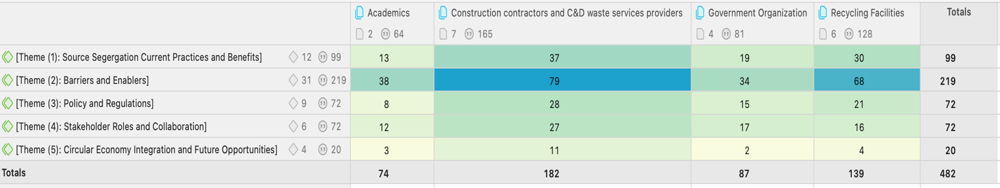 Academics Construction contractors and C&D waste services providers Government Organization Recycling Facilities Totals
2 64 7 165 4 81 6 128
[Theme (1): Source Segergation Current Practices and Benefits] 12 99 13 37 19 30 99
[Theme (2): Barriers and Enablers] 31 219 38 79 34 68 219
[Theme (3): Policy and Regulations] 9 72 8 28 15 21 72
[Theme (4): Stakeholder Roles and Collaboration] 6 72 12 27 17 16 72
[Theme (5): Circular Economy Integration and Future Opportunities] 4 20 3 11 2 4 20
Totals 74 182 87 139 482